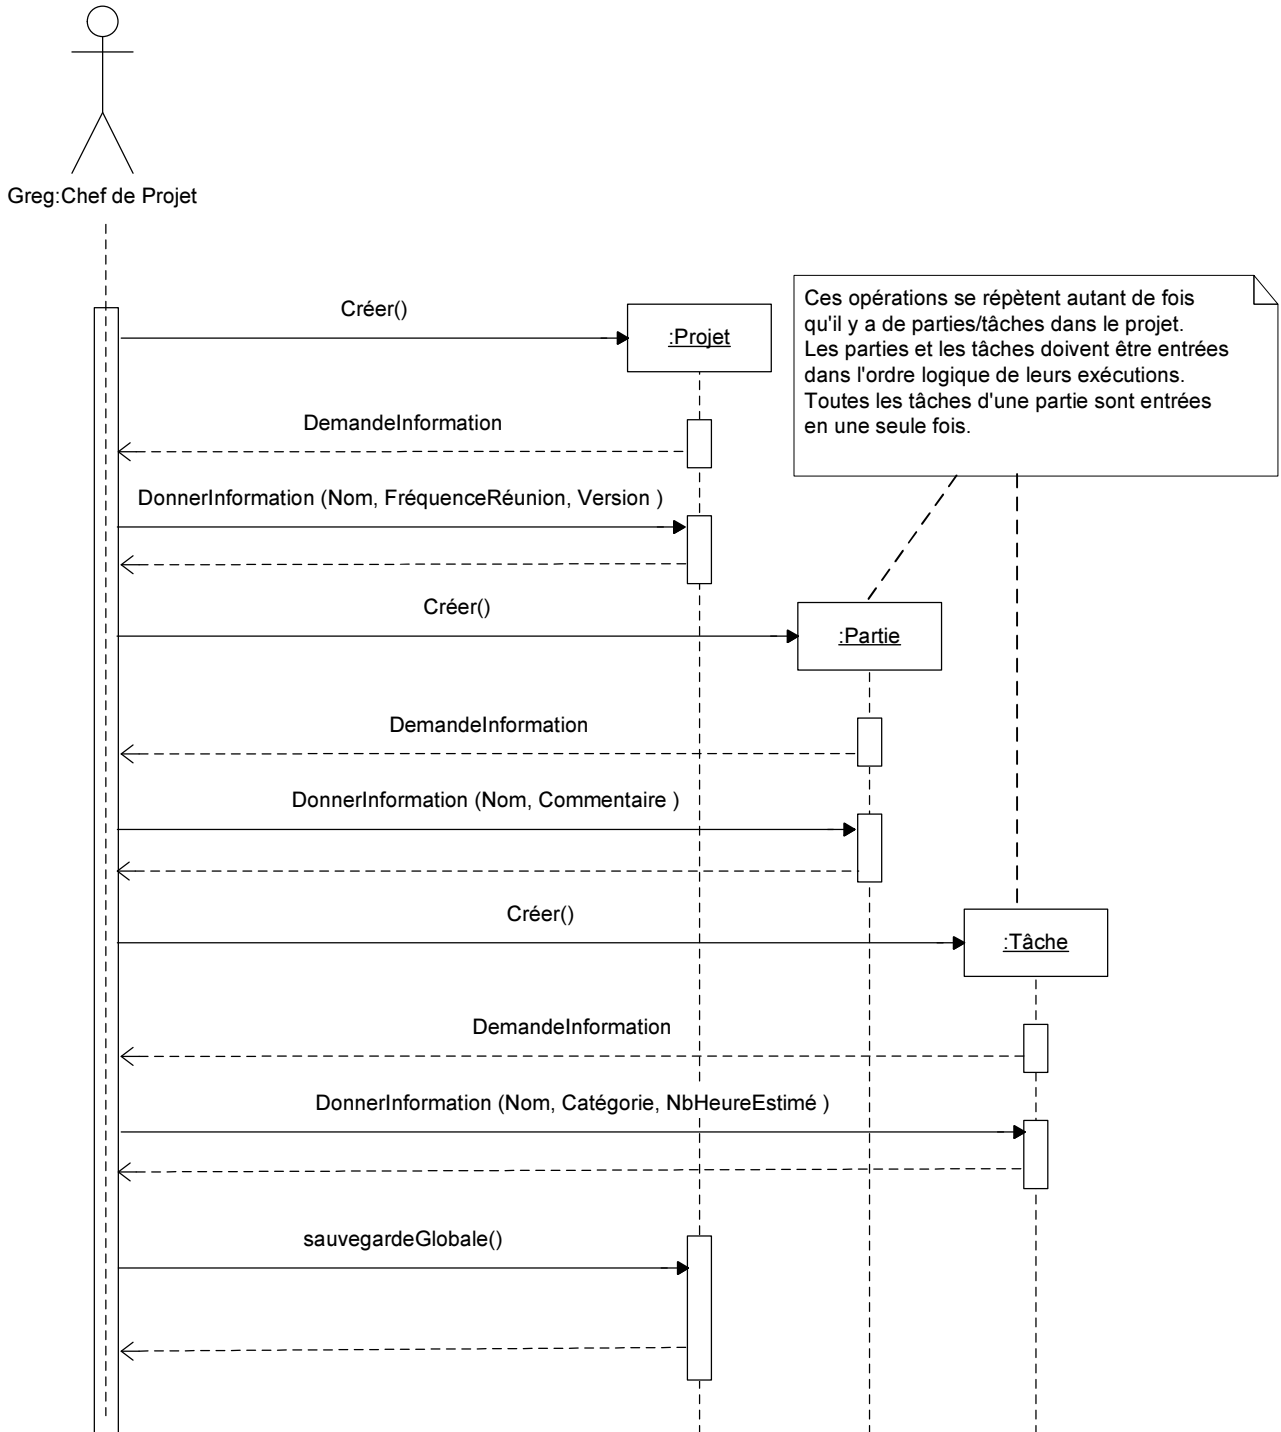 Greg:Chef de Projet
Créer()
:Projet
Ces opérations se répètent autant de fois
qu'il y a de parties/tâches dans le projet.
Les parties et les tâches doivent être entrées
dans l'ordre logique de leurs exécutions.
Toutes les tâches d'une partie sont entrées
en une seule fois.
DemandeInformation
DonnerInformation (Nom, FréquenceRéunion, Version )
Créer()
:Partie
DemandeInformation
DonnerInformation (Nom, Commentaire )
Créer()
:Tâche
DemandeInformation
DonnerInformation (Nom, Catégorie, NbHeureEstimé )
sauvegardeGlobale()